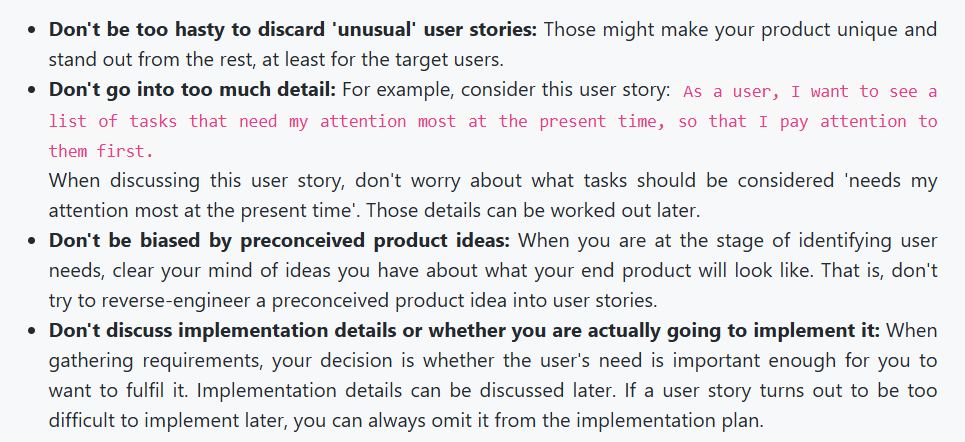 • Don't be too hasty to discard 'unusual' user stories: Those might make your product unique and
stand out from the rest, at least for the target users.
• Don't go into too much detail: For example, consider this user story: As a user, I want to see a
list of tasks that need my attention most at the present time, so that I pay attention to
them first.
When discussing this user story, don't worry about what tasks should be considered 'needs my
attention most at the present time'. Those details can be worked out later.
• Don't be biased by preconceived product ideas: When you are at the stage of identifying user
needs, clear your mind of ideas you have about what your end product will look like. That is, don't
try to reverse-engineer a preconceived product idea into user stories.
• Don't discuss implementation details or whether you are actually going to implement it: When
gathering requirements, your decision is whether the user's need is important enough for you to
want to fulfil it. Implementation details can be discussed later. If a user story turns out to be too
difficult to implement later, you can always omit it from the implementation plan.